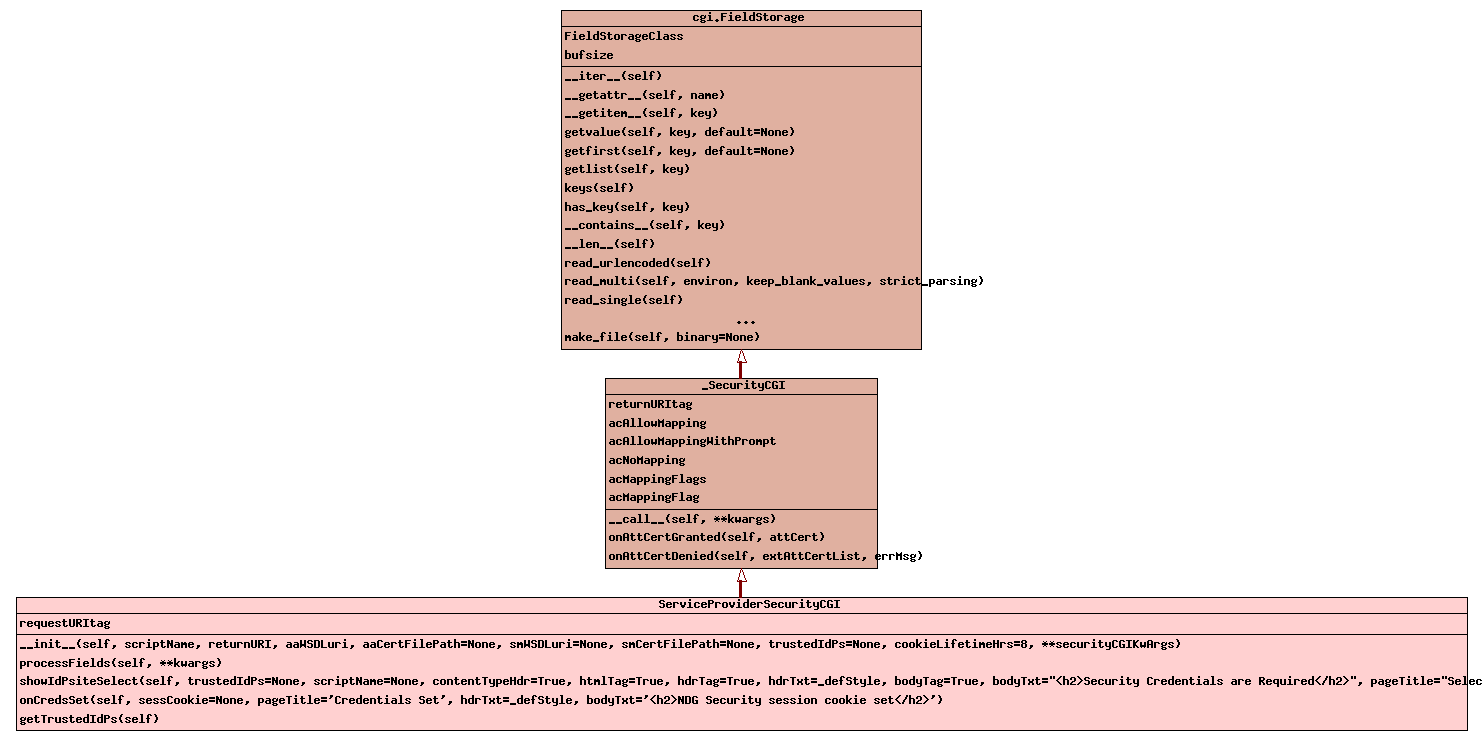 cgi.FieldStorage
FieldStorageClass
bufsize
__iter__(self)
__getattr__(self, name)
__getitem__(self, key)
getvalue(self, key, default=None)
getfirst(self, key, default=None)
getlist(self, key)
keys(self)
has_key(self, key)
__contains__(self, key)
__len__(self)
read_urlencoded(self)
read_multi(self, environ, keep_blank_values, strict_parsing)
read_single(self)
...
make_file(self, binary=None)
_SecurityCGI
returnURItag
acAllowMapping
acAllowMappingWithPrompt
acNoMapping
acMappingFlags
acMappingFlag
__call__(self, **kwargs)
onAttCertGranted(self, attCert)
onAttCertDenied(self, extAttCertList, errMsg)
ServiceProviderSecurityCGI
requestURItag
__init__(self, scriptName, returnURI, aaWSDLuri, aaCertFilePath=None, smWSDLuri=None, smCertFilePath=None, trustedIdPs=None, cookieLifetimeHrs=8, **securityCGIKwArgs)
processFields(self, **kwargs)
showIdPsiteSelect(self, trustedIdPs=None, scriptName=None, contentTypeHdr=True, htmlTag=True, hdrTag=True, hdrTxt=_defStyle, bodyTag=True, bodyTxt="<h2>Security Credentials are Required</h2>", pageTitle="Selec
onCredsSet(self, sessCookie=None, pageTitle='Credentials Set', hdrTxt=_defStyle, bodyTxt='<h2>NDG Security session cookie set</h2>')
getTrustedIdPs(self)